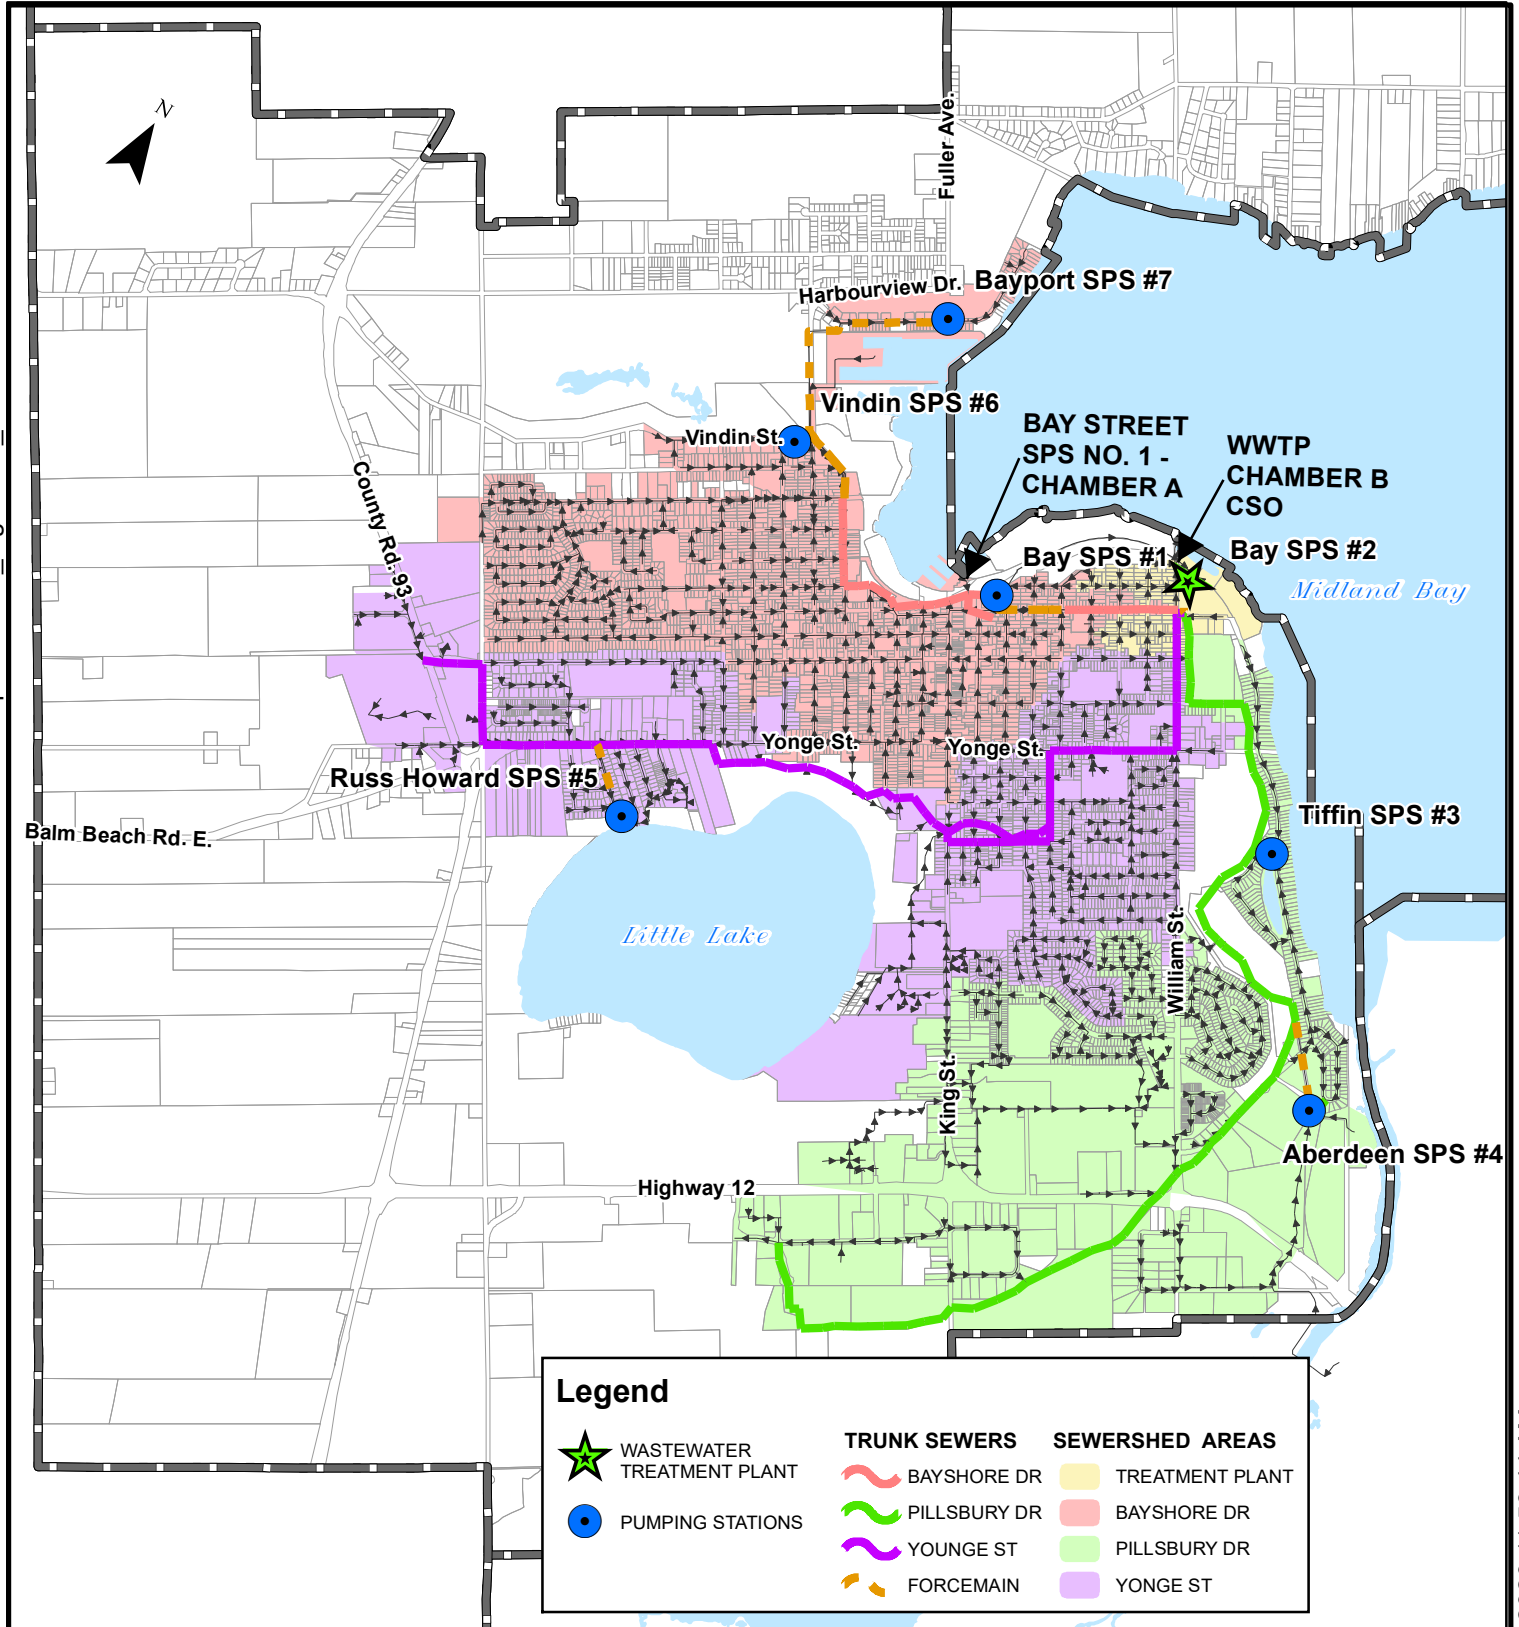 N
Fuller Ave.
Harbourview Dr.
Bayport SPS #7
Vindin SPS #6
Vindin St.
BAY STREET
SPS NO. 1 -
CHAMBER A
WWTP
CHAMBER B
CSO
County Rd. 93
Bay SPS #1
Bay SPS #2
Midland Bay
Yonge St.
Yonge St.
Russ Howard SPS #5
Balm Beach Rd. E.
Tiffin SPS #3
Little Lake
William St.
King St.
Aberdeen SPS #4
Highway 12
Legend
WASTEWATER
TREATMENT PLANT
PUMPING STATIONS
TRUNK SEWERS
BAYSHORE DR
PILLSBURY DR
YOUNGE ST
FORCEMAIN
SEWERSHED AREAS
TREATMENT PLANT
BAYSHORE DR
PILLSBURY DR
YONGE ST